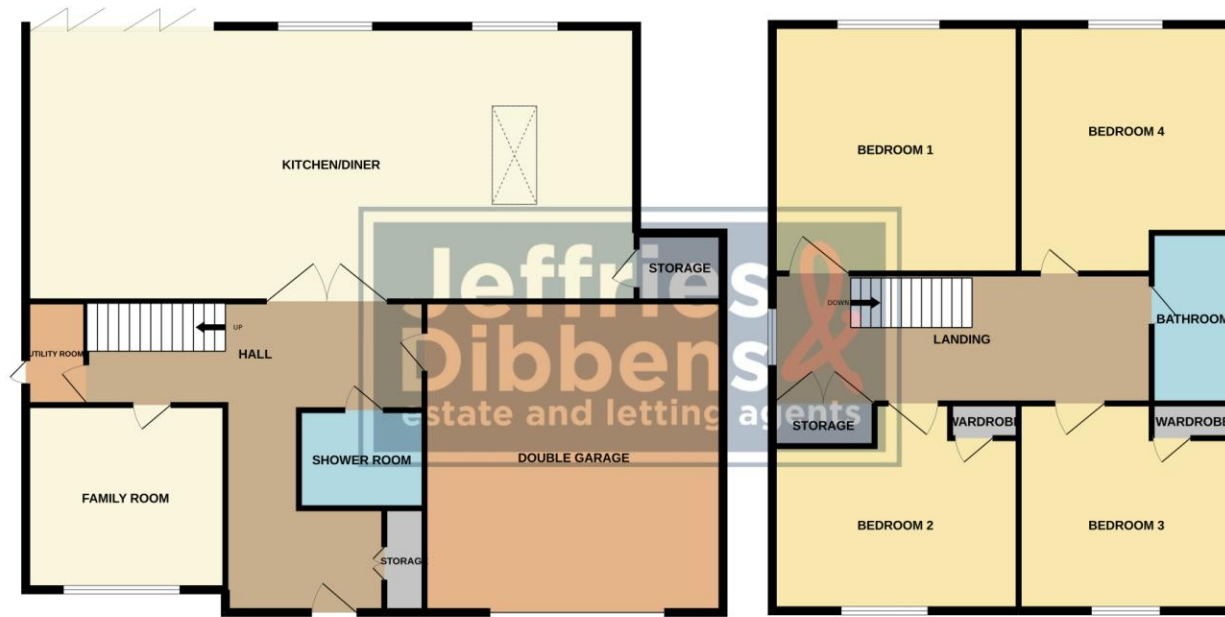 KITCHEN/DINER
STORAGE
UTILITY ROOM
UP
HALL
SHOWER ROOM
DOUBLE GARAGE
FAMILY ROOM
STORAGE
BEDROOM 1
BEDROOM 4
DOWN
LANDING
BATHROOM
STORAGE
WARDROBE
WARDROBE
BEDROOM 2
BEDROOM 3
Jeffries &
Dibbens
estate and letting agents